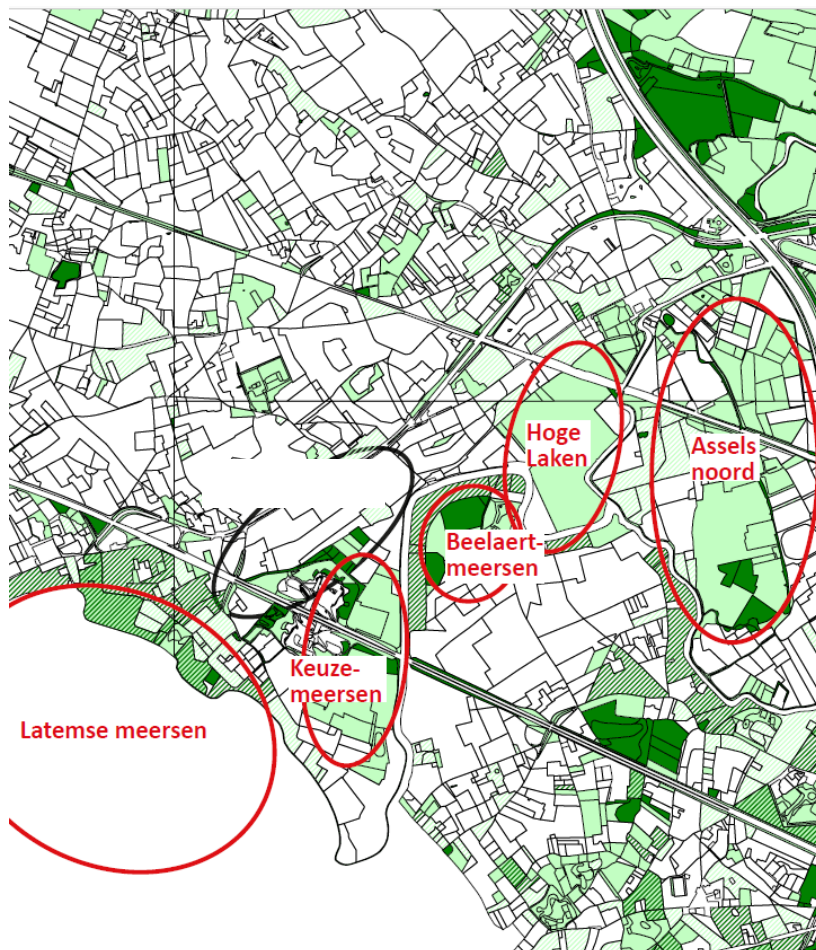 Hoge
Laken
Assels
noord
Beelaert-
meersen
Keuze-
meersen
Latemse meersen